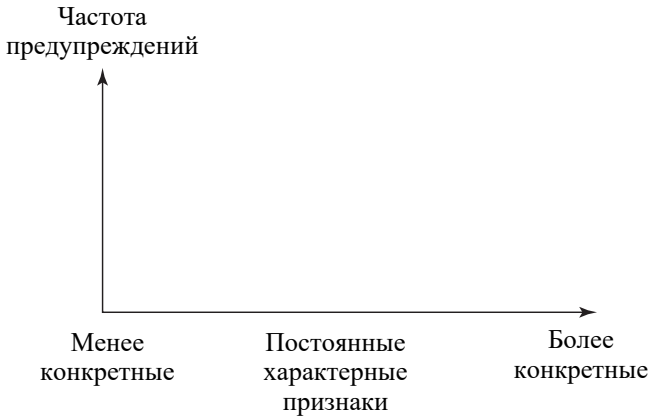 Частота
предупреждений
Менее
конкретные
Постоянные
характерные
признаки
Более
конкретные